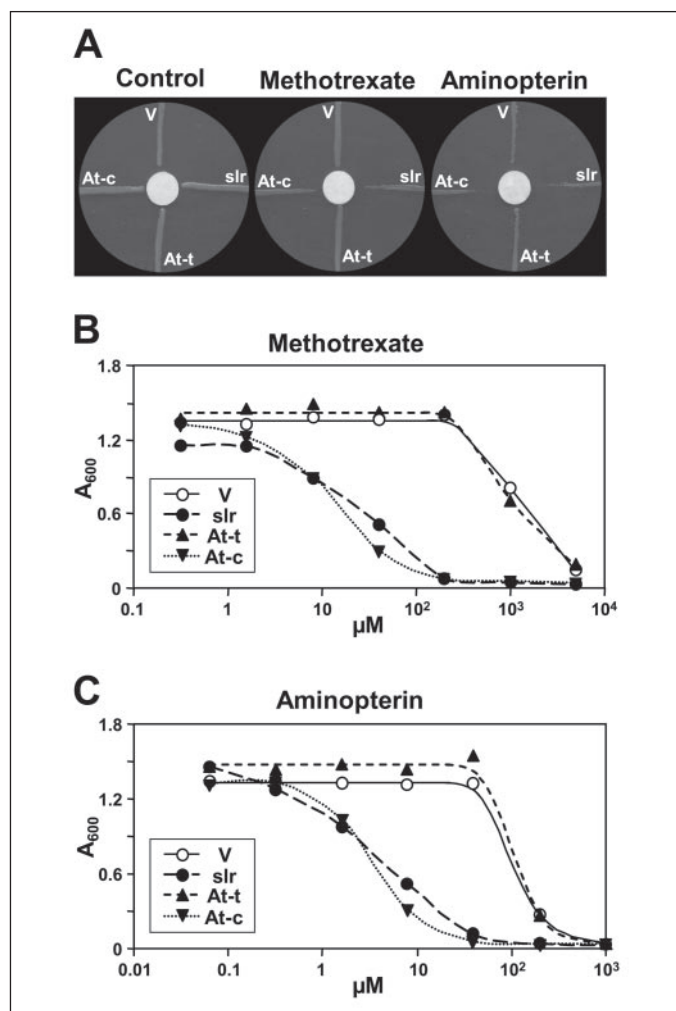 A
Control Methotrexate Aminopterin
V V V
At-c slr At-c slr At-c slr
At-t At-t At-t
B
Methotrexate
1.8
1.2
0.6
0
A600
V
slr
At-t
At-c
0.1 1 10 10² 10³ 10⁴
µM
C
Aminopterin
1.8
1.2
0.6
0
A600
V
slr
At-t
At-c
0.01 0.1 1 10 10² 10³
µM